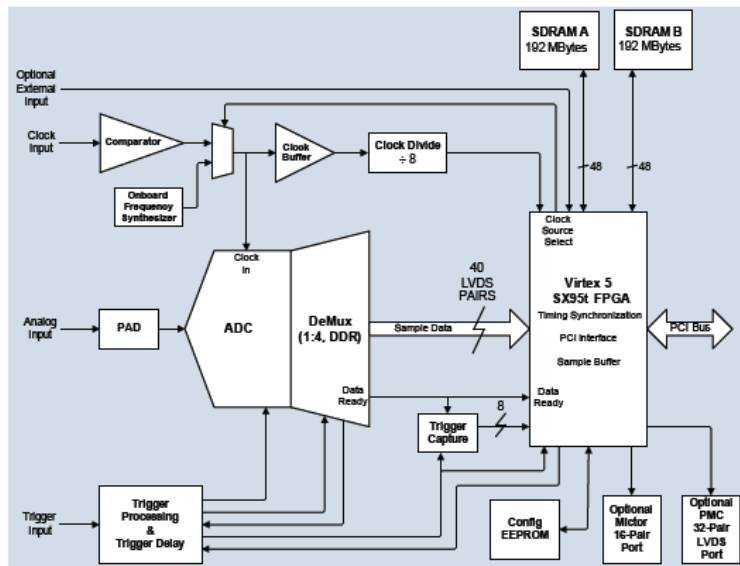 SDRAM A
192 MBytes
SDRAM B
192 MBytes
Optional
External
Input
Clock
Input
Comparator
Clock
Buffer
Clock Divide
÷ 8
48
48
Onboard
Frequency
Synthesizer
Clock
Source
Select
Clock
In
40
LVDS
PAIRS
Virtex 5
SX95t FPGA
Timing Synchronization
PCI Interface
Sample Buffer
PCI Bus
Analog
Input
PAD
ADC
DeMux
(1:4, DDR)
Sample Data
Data
Ready
Data
Ready
8
Trigger
Capture
Trigger
Input
Trigger
Processing
&
Trigger Delay
Config
EEPROM
Optional
Mictor
16-Pair
Port
Optional
PMC
32-Pair
LVDS
Port